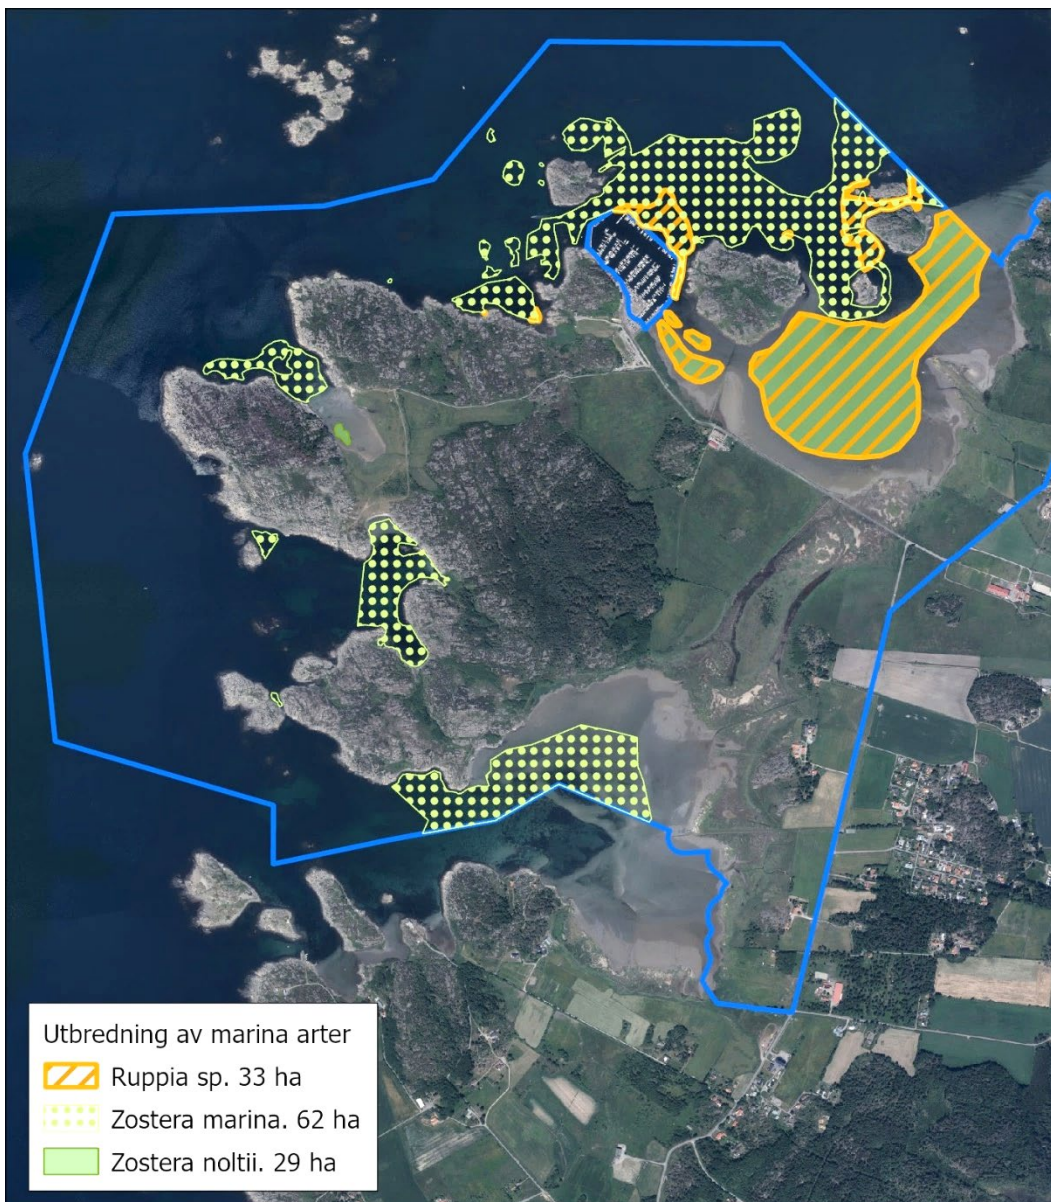 Utbredning av marina arter
Ruppia sp. 33 ha
Zostera marina. 62 ha
Zostera noltii. 29 ha